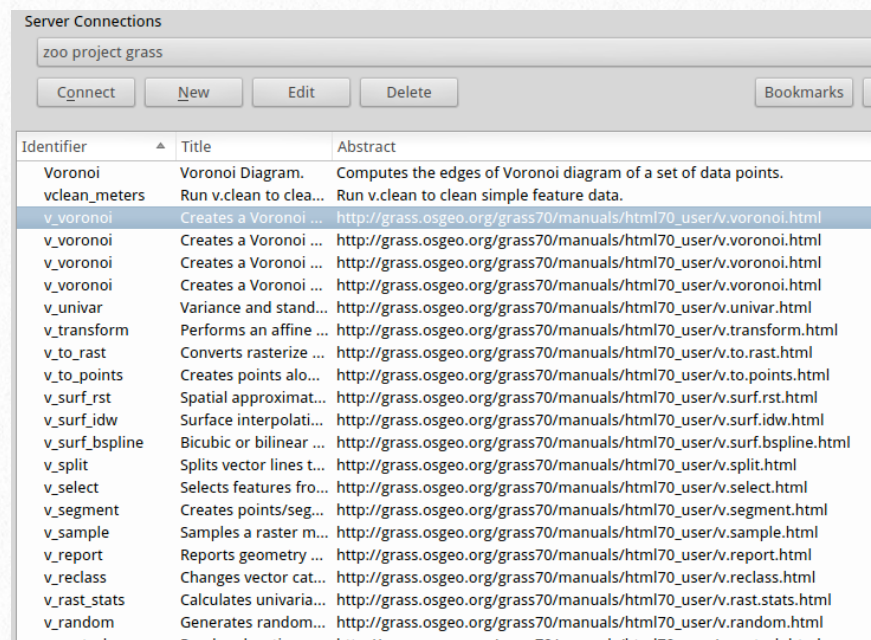 Server Connections
zoo project grass
Connect New Edit Delete Bookmarks
Identifier Title Abstract
Voronoi Voronoi Diagram. Computes the edges of Voronoi diagram of a set of data points.
vclean_meters Run v.clean to clea... Run v.clean to clean simple feature data.
v_voronoi Creates a Voronoi ... http://grass.osgeo.org/grass70/manuals/html70_user/v.voronoi.html
v_voronoi Creates a Voronoi ... http://grass.osgeo.org/grass70/manuals/html70_user/v.voronoi.html
v_voronoi Creates a Voronoi ... http://grass.osgeo.org/grass70/manuals/html70_user/v.voronoi.html
v_voronoi Creates a Voronoi ... http://grass.osgeo.org/grass70/manuals/html70_user/v.voronoi.html
v_univar Variance and stand... http://grass.osgeo.org/grass70/manuals/html70_user/v.univar.html
v_transform Performs an affine ... http://grass.osgeo.org/grass70/manuals/html70_user/v.transform.html
v_to_rast Converts rasterize ... http://grass.osgeo.org/grass70/manuals/html70_user/v.to.rast.html
v_to_points Creates points alo... http://grass.osgeo.org/grass70/manuals/html70_user/v.to.points.html
v_surf_rst Spatial approximat... http://grass.osgeo.org/grass70/manuals/html70_user/v.surf.rst.html
v_surf_idw Surface interpolati... http://grass.osgeo.org/grass70/manuals/html70_user/v.surf.idw.html
v_surf_bspline Bicubic or bilinear ... http://grass.osgeo.org/grass70/manuals/html70_user/v.surf.bspline.html
v_split Splits vector lines t... http://grass.osgeo.org/grass70/manuals/html70_user/v.split.html
v_select Selects features fro... http://grass.osgeo.org/grass70/manuals/html70_user/v.select.html
v_segment Creates points/seg... http://grass.osgeo.org/grass70/manuals/html70_user/v.segment.html
v_sample Samples a raster m... http://grass.osgeo.org/grass70/manuals/html70_user/v.sample.html
v_report Reports geometry ... http://grass.osgeo.org/grass70/manuals/html70_user/v.report.html
v_reclass Changes vector cat... http://grass.osgeo.org/grass70/manuals/html70_user/v.reclass.html
v_rast_stats Calculates univaria... http://grass.osgeo.org/grass70/manuals/html70_user/v.rast.stats.html
v_random Generates random... http://grass.osgeo.org/grass70/manuals/html70_user/v.random.html